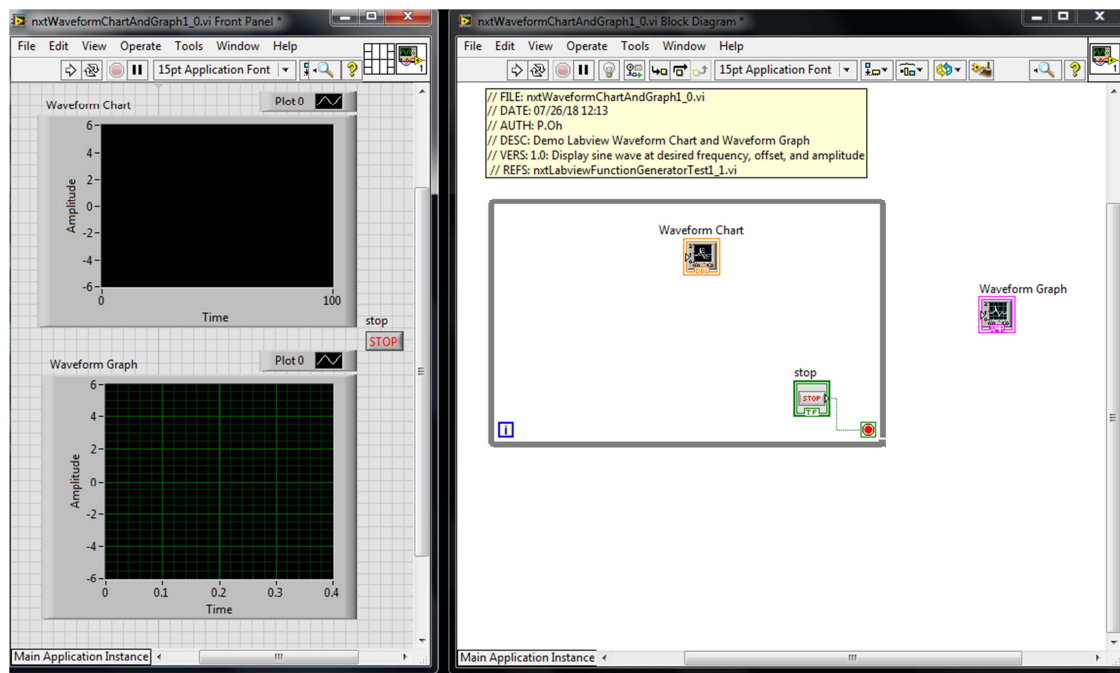 nxtWaveformChartAndGraph1_0.vi Front Panel *
File Edit View Operate Tools Window Help
15pt Application Font
1
Waveform Chart
Plot 0
Amplitude
6
4
2
0
-2
-4
-6
0 100
Time
stop
STOP
Waveform Graph
Plot 0
Amplitude
6
4
2
0
-2
-4
-6
0 0.1 0.2 0.3 0.4
Time
Main Application Instance
nxtWaveformChartAndGraph1_0.vi Block Diagram *
File Edit View Operate Tools Window Help
15pt Application Font
1
// FILE: nxtWaveformChartAndGraph1_0.vi
// DATE: 07/26/18 12:13
// AUTH: P.Oh
// DESC: Demo Labview Waveform Chart and Waveform Graph
// VERS: 1.0: Display sine wave at desired frequency, offset, and amplitude
// REFS: nxtLabviewFunctionGeneratorTest1_1.vi
Waveform Chart
DBL
Waveform Graph
stop
STOP
TF
i
Main Application Instance